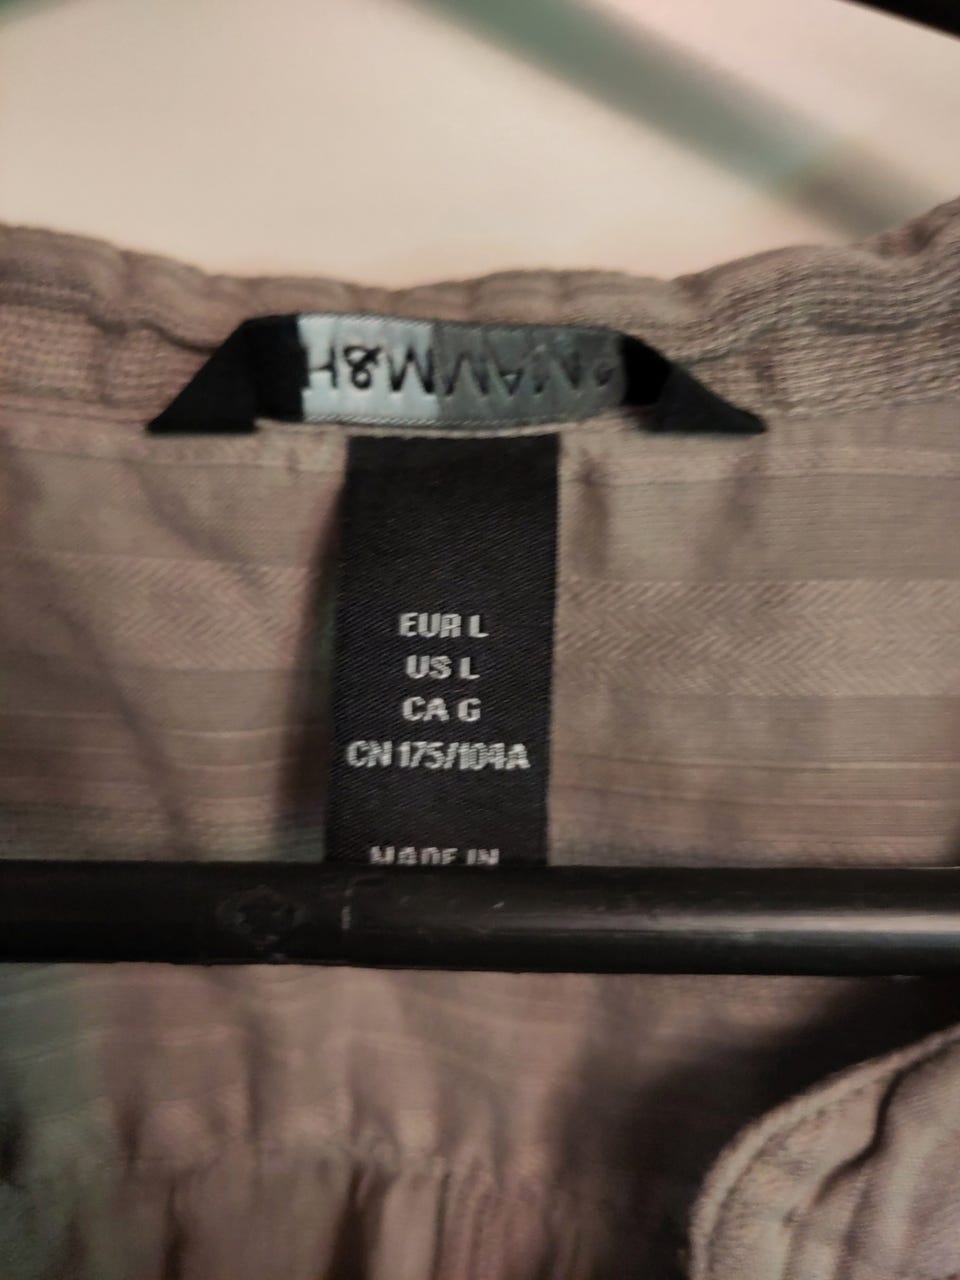 H&M
EUR L
US L
CA G
CN 175/104A
MADE IN